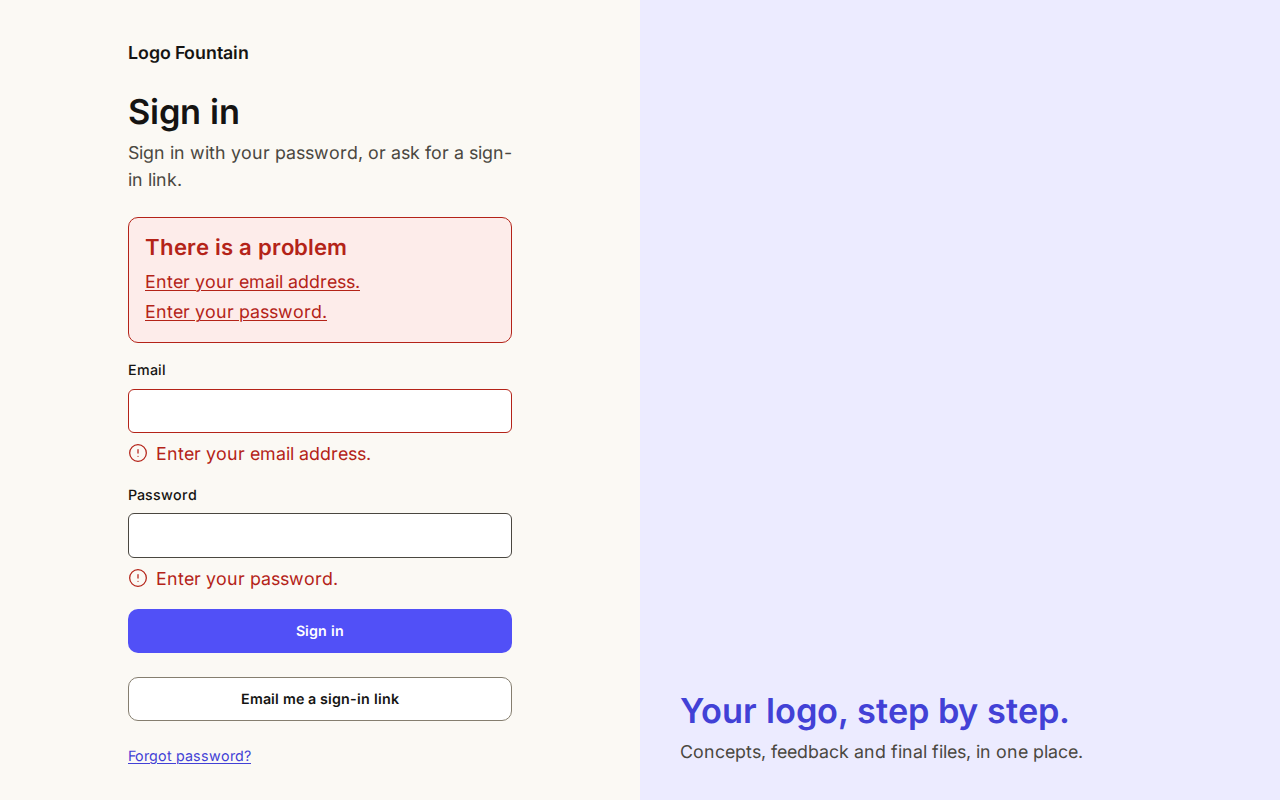 Logo Fountain
Sign in
Sign in with your password, or ask for a sign-
in link.
There is a problem
Enter your email address.
Enter your password.
Email
Enter your email address.
Password
Enter your password.
Sign in
Email me a sign-in link
Forgot password?
Your logo, step by step.
Concepts, feedback and final files, in one place.